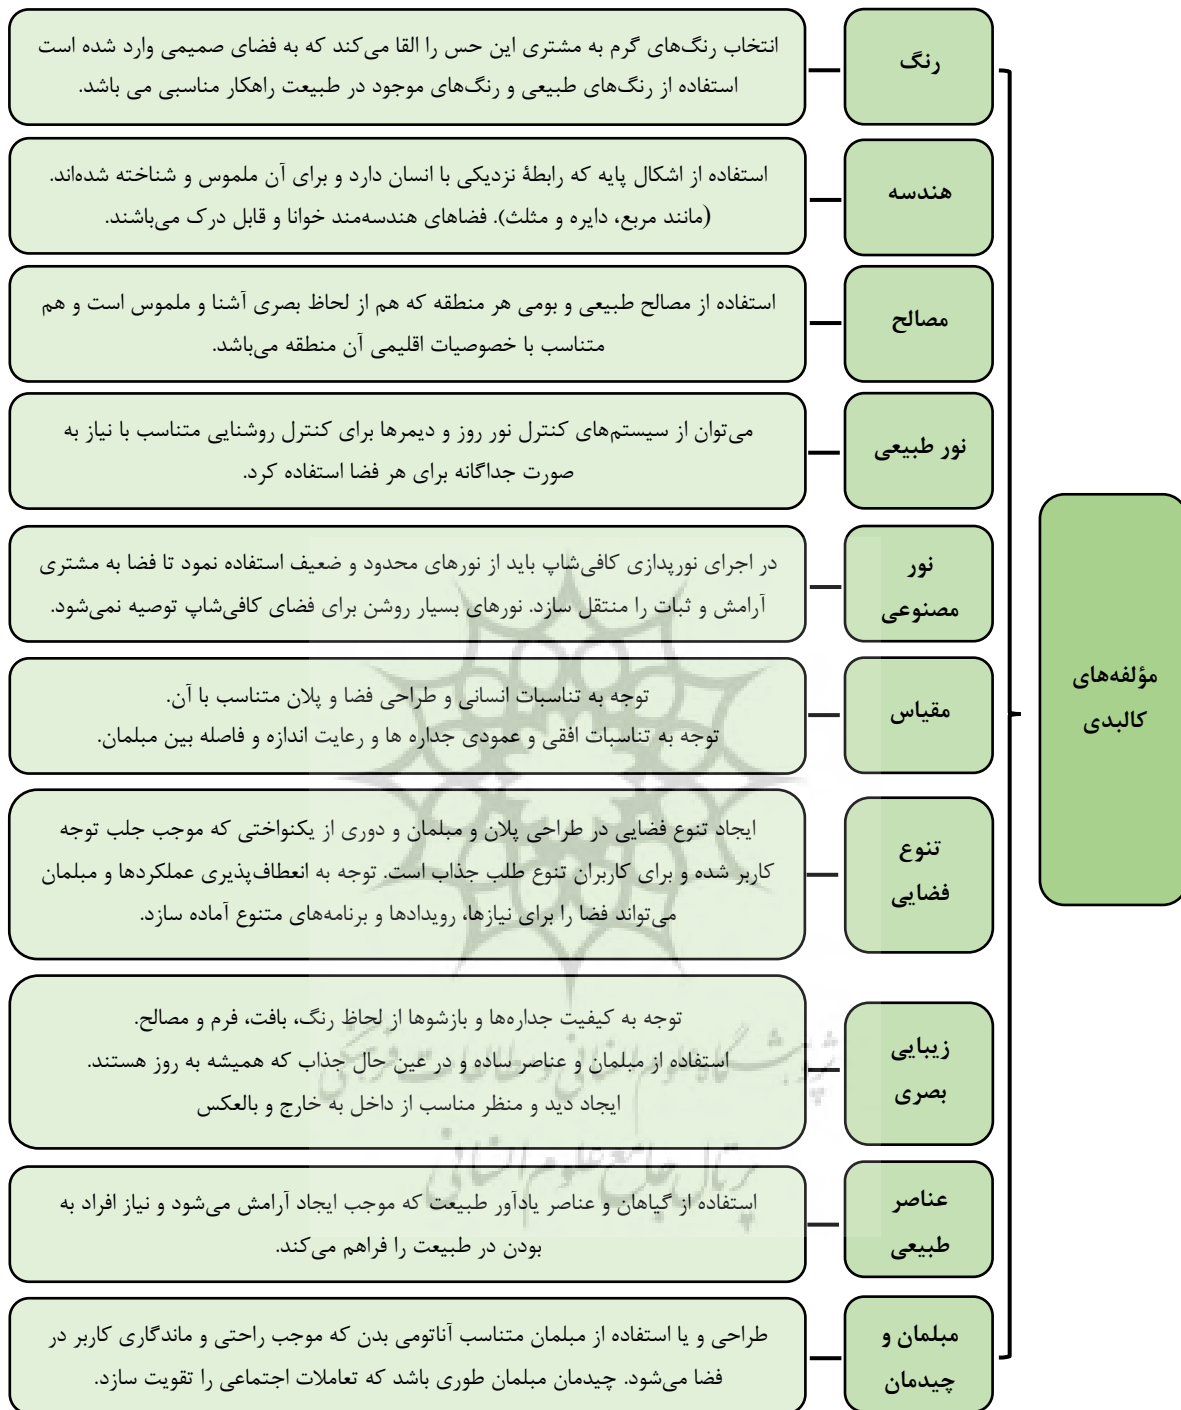 مؤلفه‌های
کالبدی
رنگ
انتخاب رنگ‌های گرم به مشتری این حس را القا می‌کند که به فضای صمیمی وارد شده است
استفاده از رنگ‌های طبیعی و رنگ‌های موجود در طبیعت راهکار مناسبی می باشد.
هندسه
استفاده از اشکال پایه که رابطهٔ نزدیکی با انسان دارد و برای آن ملموس و شناخته شده‌اند.
(مانند مربع، دایره و مثلث). فضاهای هندسه‌مند خوانا و قابل درک می‌باشند.
مصالح
استفاده از مصالح طبیعی و بومی هر منطقه که هم از لحاظ بصری آشنا و ملموس است و هم
متناسب با خصوصیات اقلیمی آن منطقه می‌باشد.
نور طبیعی
می‌توان از سیستم‌های کنترل نور روز و دیمرها برای کنترل روشنایی متناسب با نیاز به
صورت جداگانه برای هر فضا استفاده کرد.
نور
مصنوعی
در اجرای نورپردازی کافی‌شاپ باید از نورهای محدود و ضعیف استفاده نمود تا فضا به مشتری
آرامش و ثبات را منتقل سازد. نورهای بسیار روشن برای فضای کافی‌شاپ توصیه نمی‌شود.
مقیاس
توجه به تناسبات انسانی و طراحی فضا و پلان متناسب با آن.
توجه به تناسبات افقی و عمودی جداره ها و رعایت اندازه و فاصله بین مبلمان.
تنوع
فضایی
ایجاد تنوع فضایی در طراحی پلان و مبلمان و دوری از یکنواختی که موجب جلب توجه
کاربر شده و برای کاربران تنوع طلب جذاب است. توجه به انعطاف‌پذیری عملکردها و مبلمان
می‌تواند فضا را برای نیازها، رویدادها و برنامه‌های متنوع آماده سازد.
زیبایی
بصری
توجه به کیفیت جداره‌ها و بازشوها از لحاظ رنگ، بافت، فرم و مصالح.
استفاده از مبلمان و عناصر ساده و در عین حال جذاب که همیشه به روز هستند.
ایجاد دید و منظر مناسب از داخل به خارج و بالعکس
پژوهشگاه علوم انسانی و مطالعات فرهنگی
پرتال جامع علوم انسانی
عناصر
طبیعی
استفاده از گیاهان و عناصر یادآور طبیعت که موجب ایجاد آرامش می‌شود و نیاز افراد به
بودن در طبیعت را فراهم می‌کند.
مبلمان و
چیدمان
طراحی و یا استفاده از مبلمان متناسب آناتومی بدن که موجب راحتی و ماندگاری کاربر در
فضا می‌شود. چیدمان مبلمان طوری باشد که تعاملات اجتماعی را تقویت سازد.